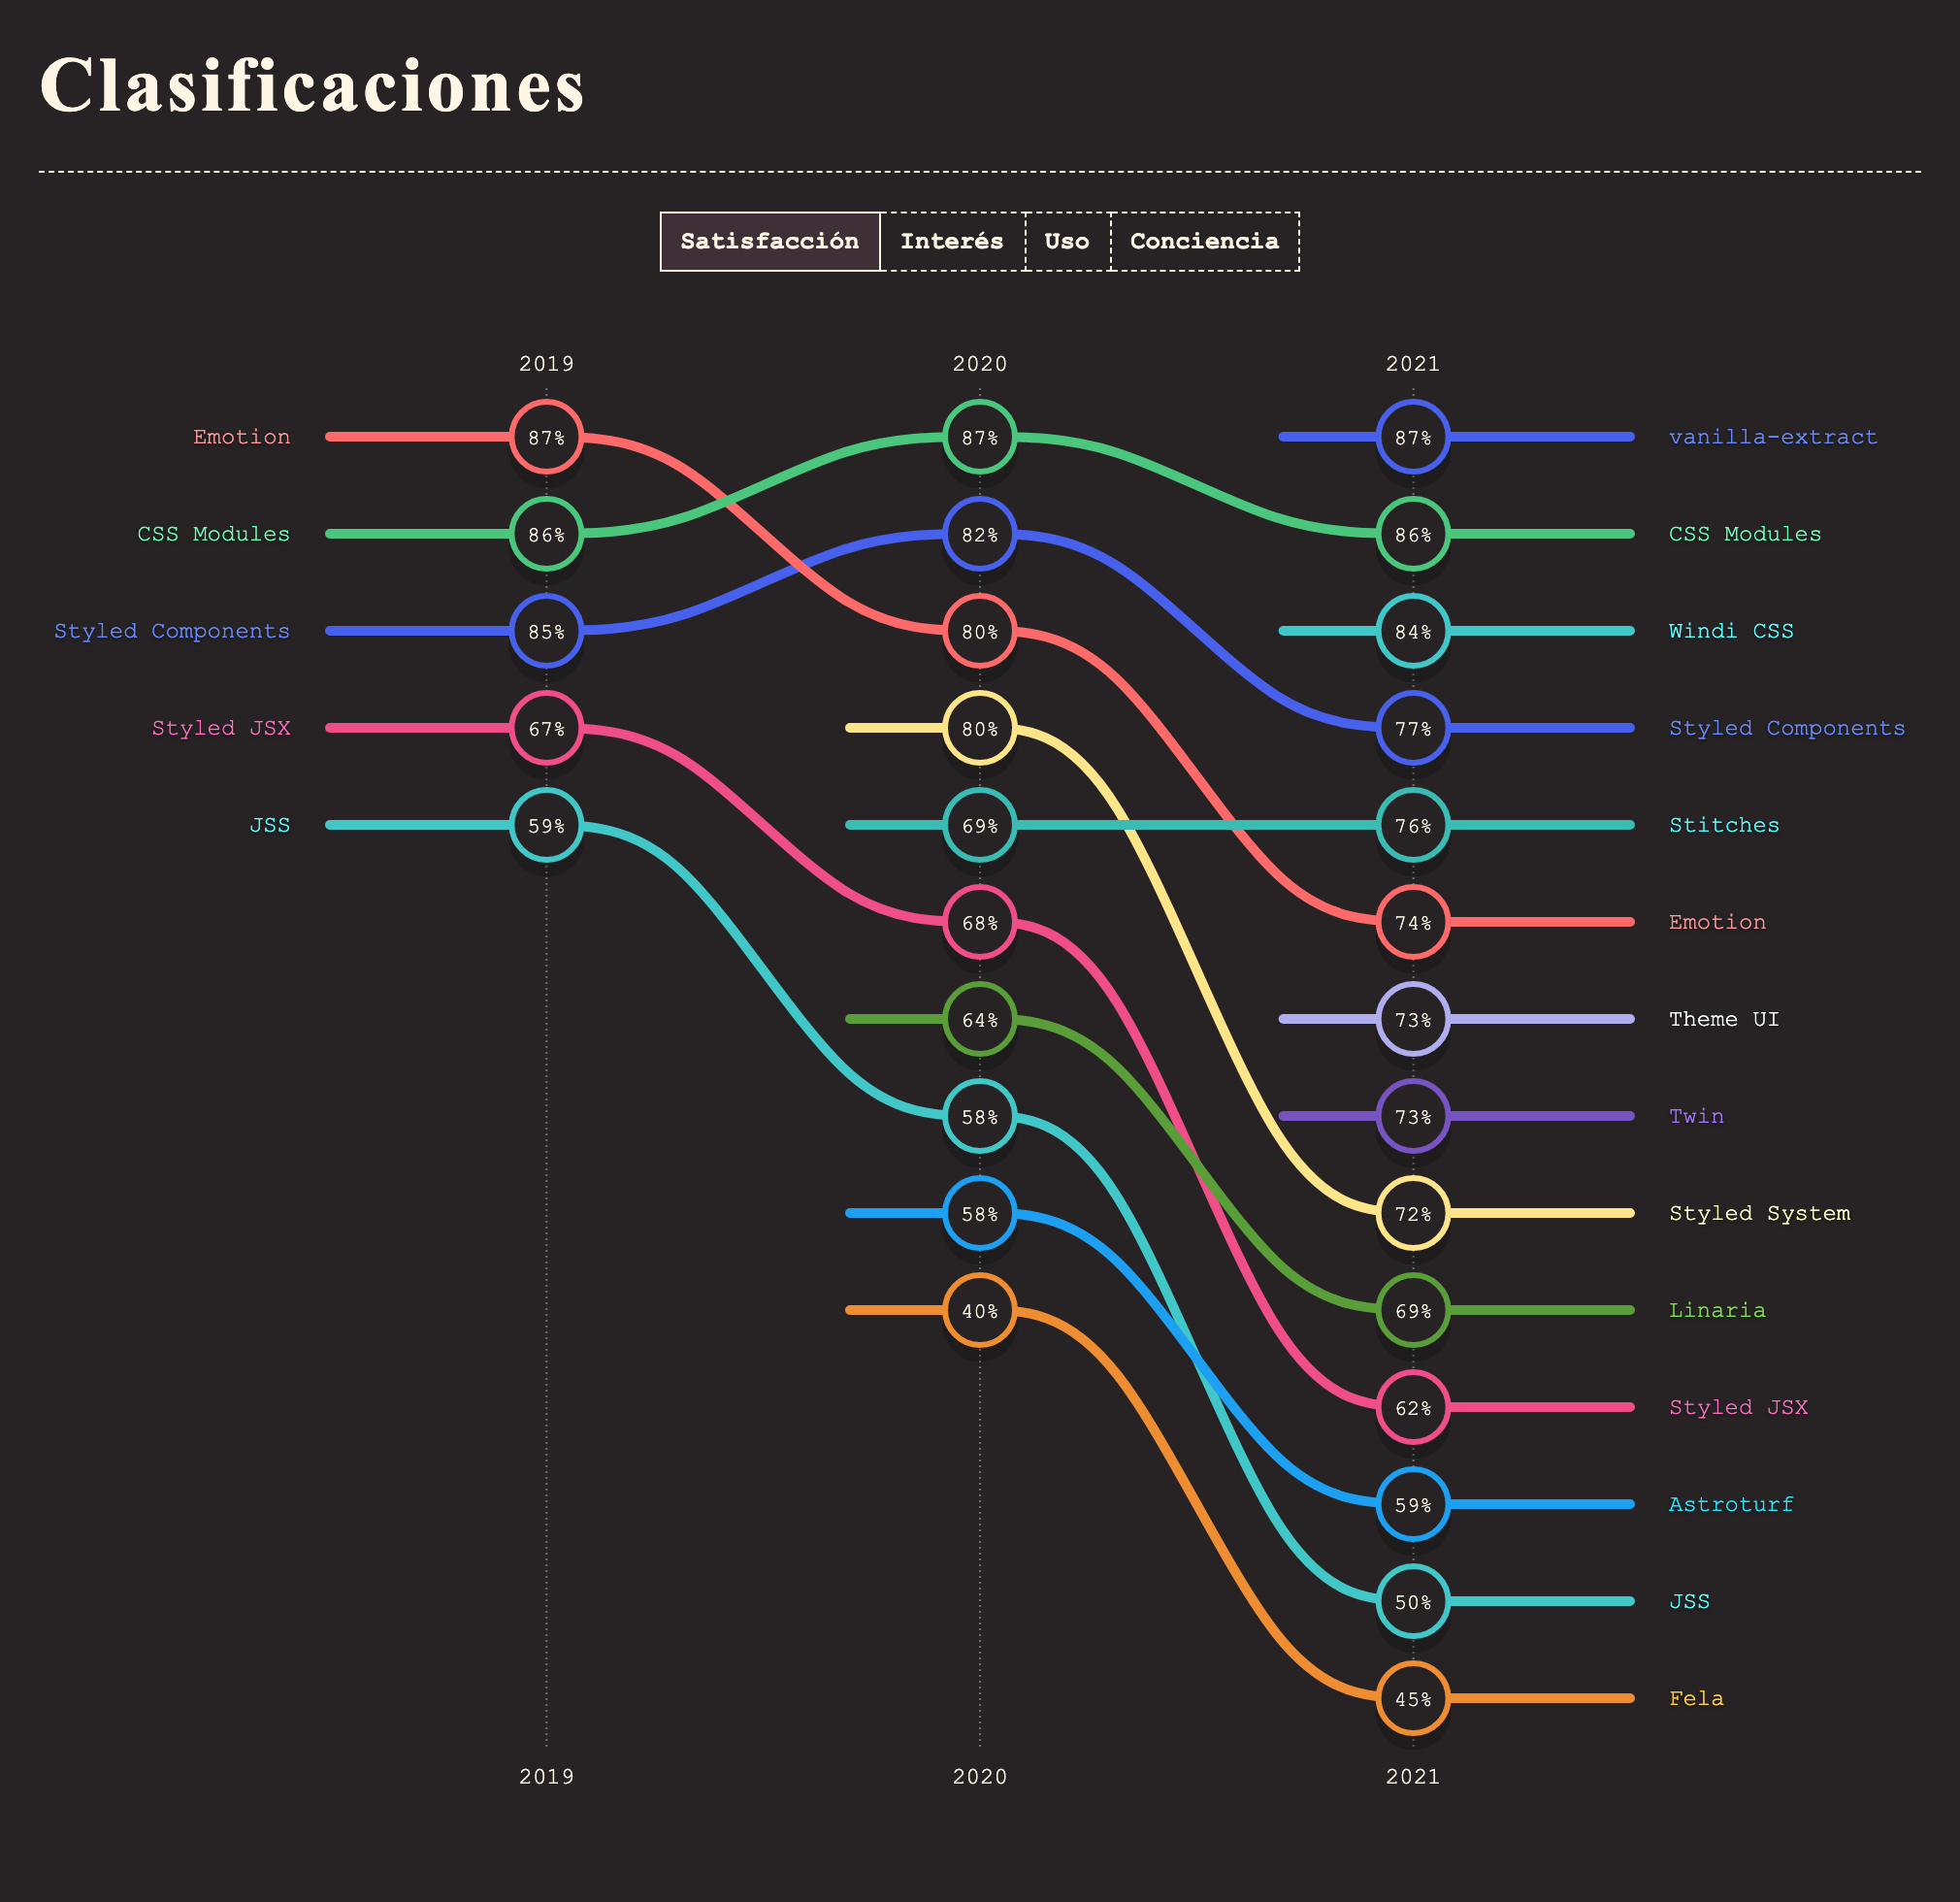 Clasificaciones
Satisfacción Interés Uso Conciencia
2019 2020 2021
Emotion 87% 87% 87% vanilla-extract
CSS Modules 86% 82% 86% CSS Modules
Styled Components 85% 80% 84% Windi CSS
Styled JSX 67% 80% 77% Styled Components
JSS 59% 69% 76% Stitches
68% 74% Emotion
64% 73% Theme UI
58% 73% Twin
58% 72% Styled System
40% 69% Linaria
62% Styled JSX
59% Astroturf
50% JSS
45% Fela
2019 2020 2021